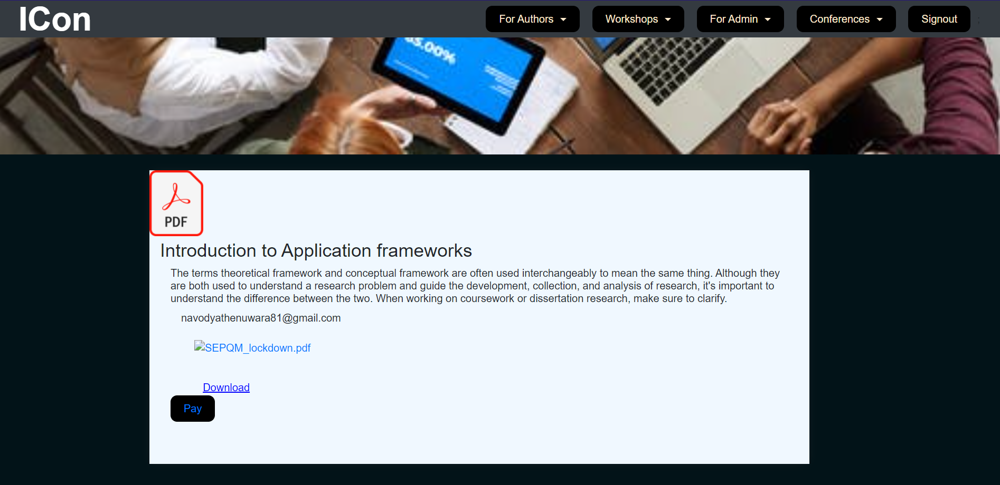 ICon
For Authors
Workshops
For Admin
Conferences
Signout
;
PDF
Introduction to Application frameworks
The terms theoretical framework and conceptual framework are often used interchangeably to mean the same thing. Although they
are both used to understand a research problem and guide the development, collection, and analysis of research, it's important to
understand the difference between the two. When working on coursework or dissertation research, make sure to clarify.
navodyathenuwara81@gmail.com
SEPQM_lockdown.pdf
Download
Pay